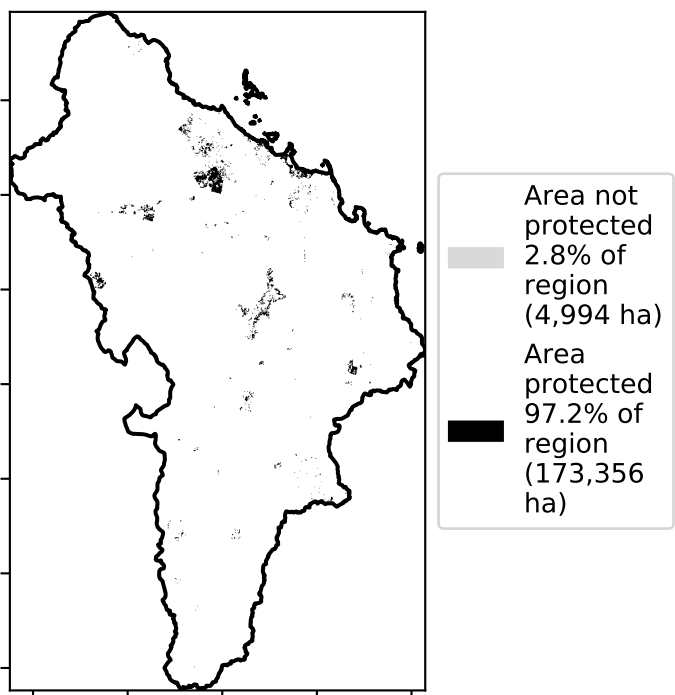 Area not
protected
2.8% of
region
(4,994 ha)
Area
protected
97.2% of
region
(173,356
ha)